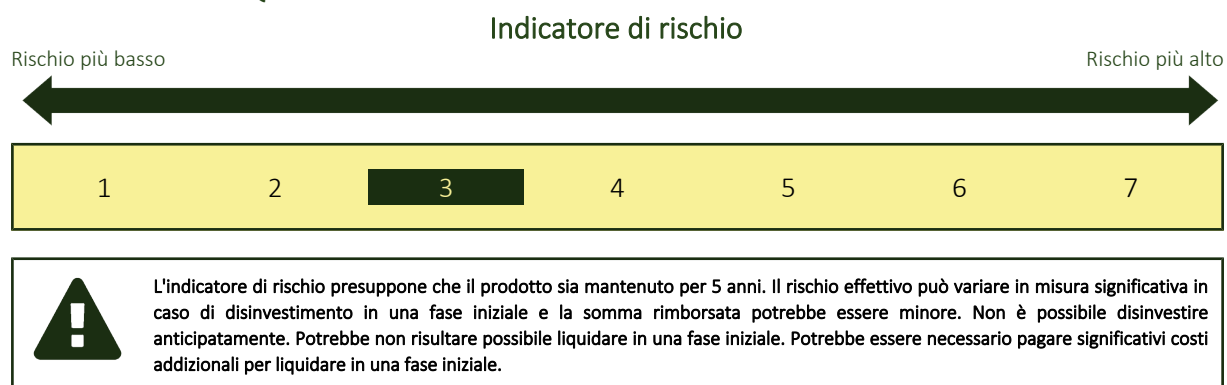 Indicatore di rischio
Rischio più basso
Rischio più alto
1 2 3 4 5 6 7
L'indicatore di rischio presuppone che il prodotto sia mantenuto per 5 anni. Il rischio effettivo può variare in misura significativa in
caso di disinvestimento in una fase iniziale e la somma rimborsata potrebbe essere minore. Non è possibile disinvestire
anticipatamente. Potrebbe non risultare possibile liquidare in una fase iniziale. Potrebbe essere necessario pagare significativi costi
addizionali per liquidare in una fase iniziale.